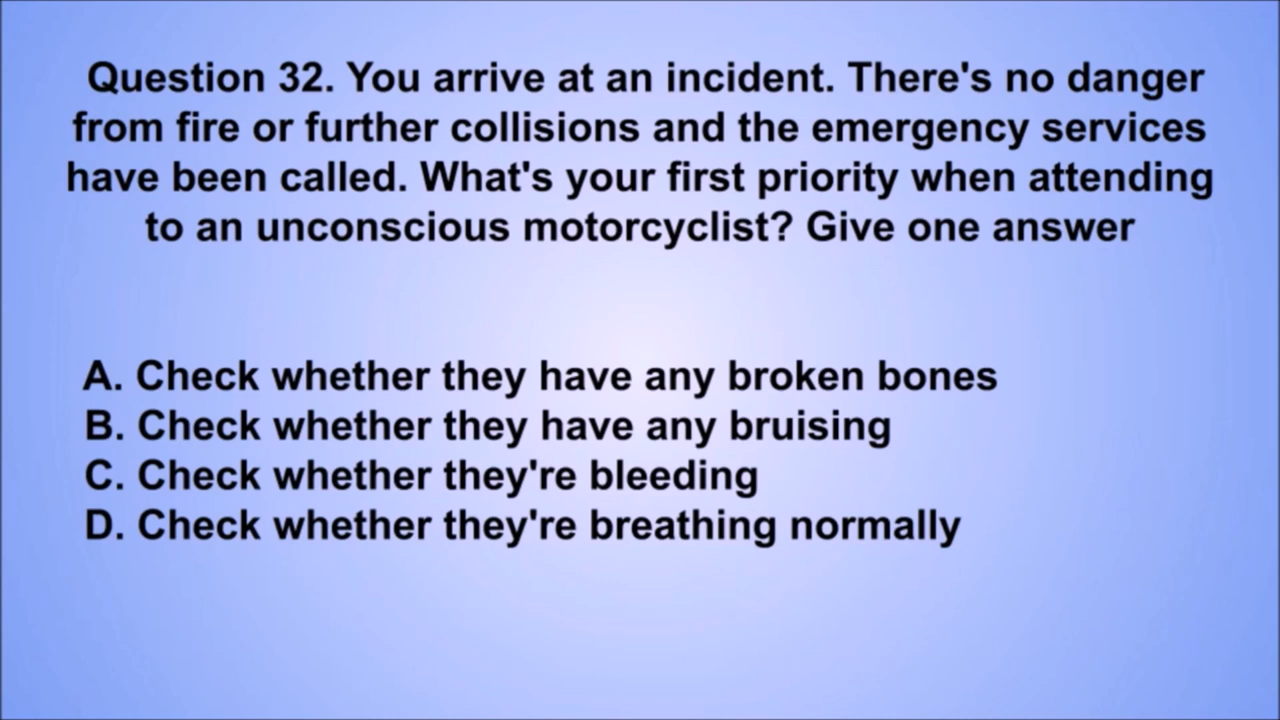 Question 32. You arrive at an incident. There's no danger
from fire or further collisions and the emergency services
have been called. What's your first priority when attending
to an unconscious motorcyclist? Give one answer
A. Check whether they have any broken bones
B. Check whether they have any bruising
C. Check whether they're bleeding
D. Check whether they're breathing normally